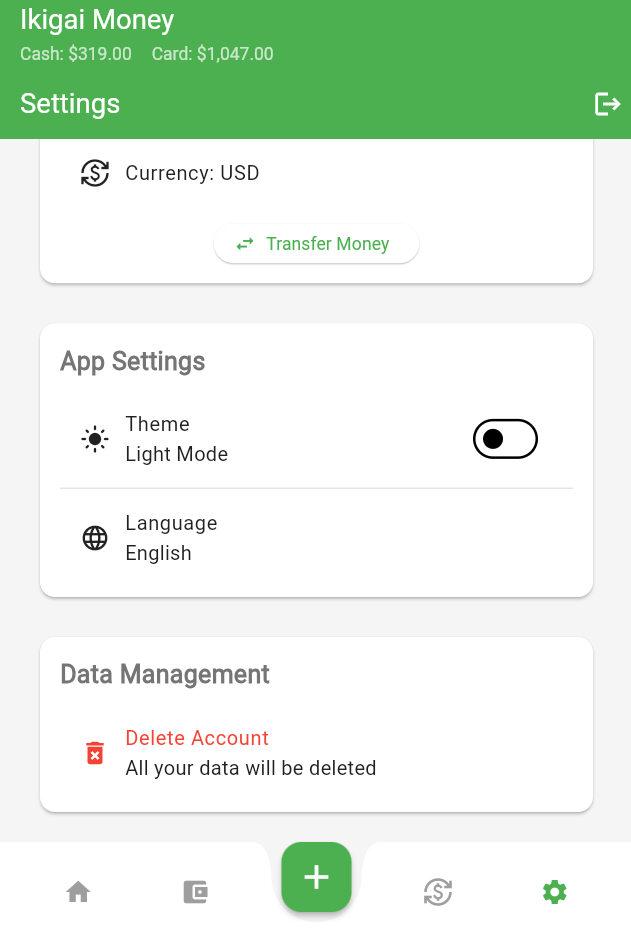 Ikigai Money
Cash: $319.00 Card: $1,047.00
Settings
Currency: USD
Transfer Money
App Settings
Theme
Light Mode
Language
English
Data Management
Delete Account
All your data will be deleted